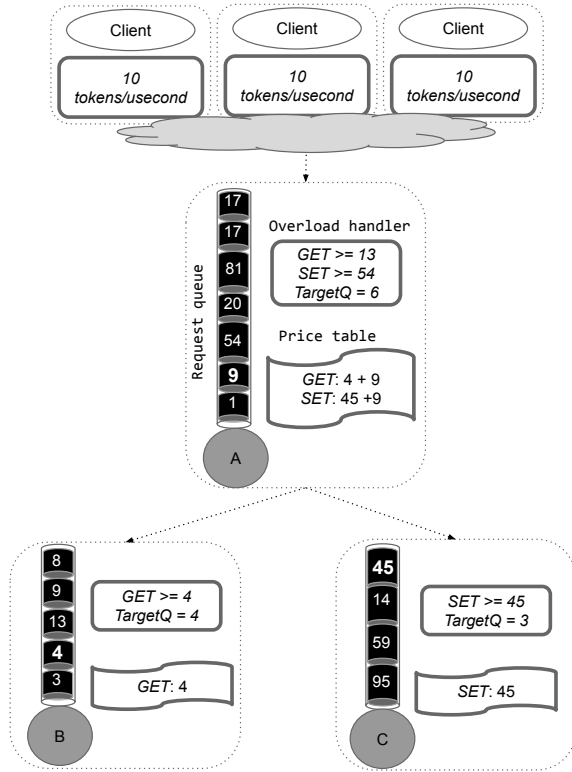 Client
Client
Client
10
tokens/usecond
10
tokens/usecond
10
tokens/usecond
Request queue
17
17
81
20
54
9
1
A
Overload handler
GET >= 13
SET >= 54
TargetQ = 6
Price table
GET: 4 + 9
SET: 45 +9
8
9
13
4
3
B
GET >= 4
TargetQ = 4
GET: 4
45
14
59
95
C
SET >= 45
TargetQ = 3
SET: 45